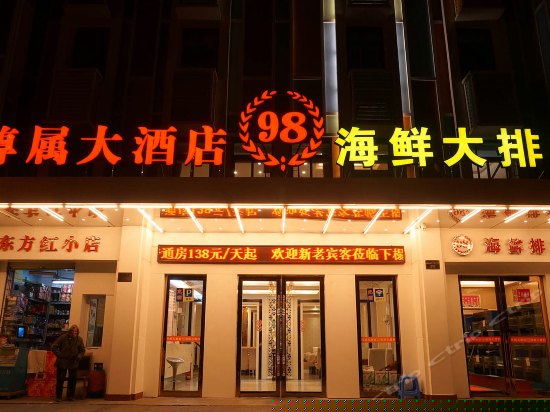 尊属大酒店 98 海鲜大排
东方红小店
通房138元/天起 欢迎新老宾客莅临下榻
98 海鲜排